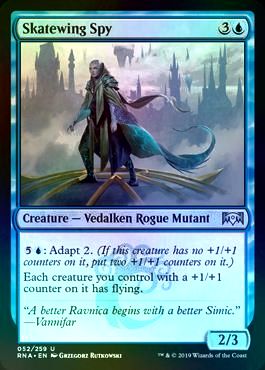 Skatewing Spy 3
Creature — Vedalken Rogue Mutant
5 : Adapt 2. (If this creature has no +1/+1
counters on it, put two +1/+1 counters on it.)
Each creature you control with a +1/+1
counter on it has flying.
“A better Ravnica begins with a better Simic.”
—Vannifar
2/3
052/259 U
RNA • EN GRZEGORZ RUTKOWSKI
™ & © 2019 Wizards of the Coast